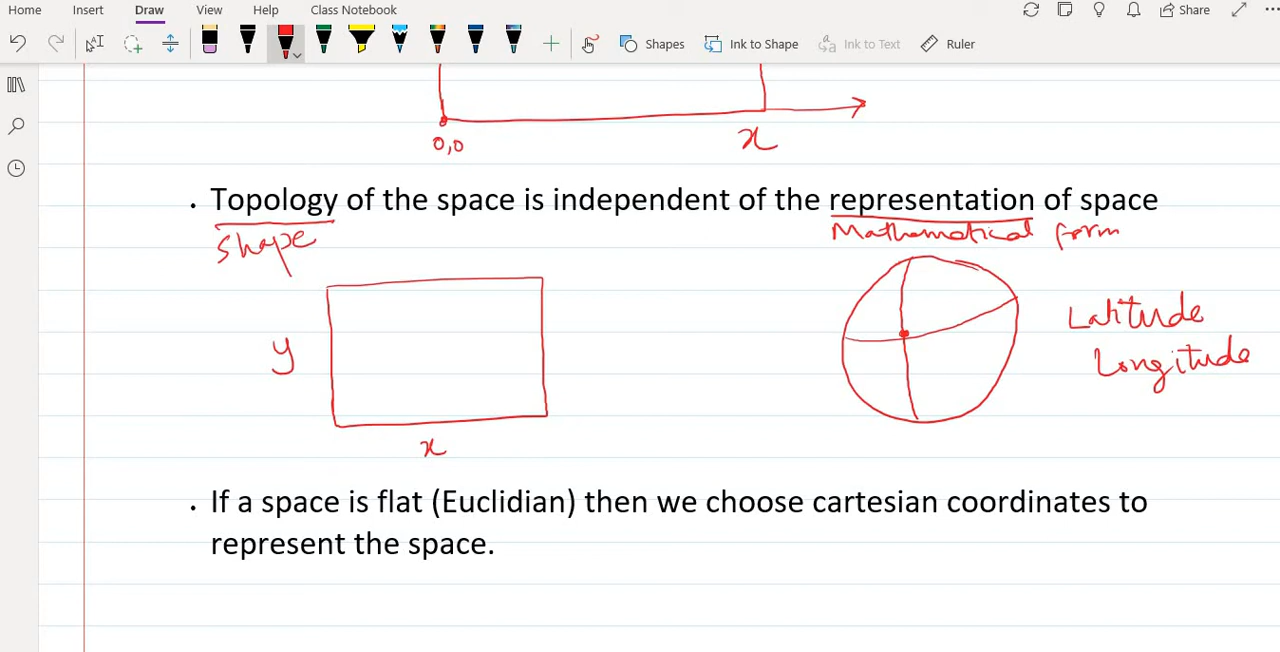 Home Insert Draw View Help Class Notebook Share
Shapes Ink to Shape Ink to Text Ruler
0,0 x
. Topology of the space is independent of the representation of space
Shape Mathematical form
Latitude
y Longitude
x
. If a space is flat (Euclidian) then we choose cartesian coordinates to
represent the space.